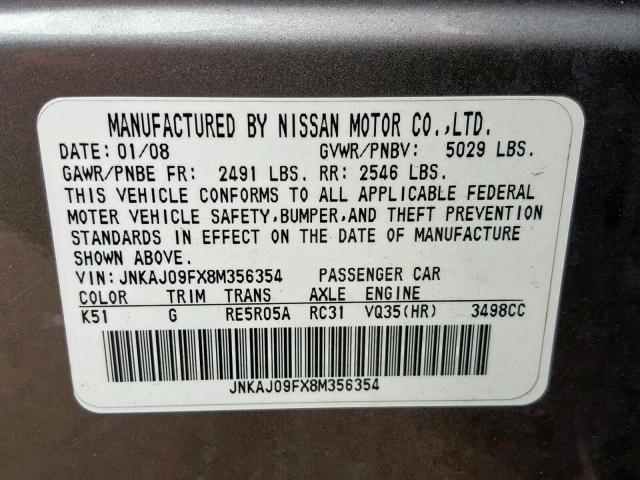 MANUFACTURED BY NISSAN MOTOR CO.,LTD.
DATE: 01/08 GVWR/PNBV: 5029 LBS.
GAWR/PNBE FR: 2491 LBS. RR: 2546 LBS.
THIS VEHICLE CONFORMS TO ALL APPLICABLE FEDERAL
MOTOR VEHICLE SAFETY,BUMPER,AND THEFT PREVENTION
STANDARDS IN EFFECT ON THE DATE OF MANUFACTURE
SHOWN ABOVE.
VIN: JNKAJ09FX8M356354 PASSENGER CAR
COLOR TRIM TRANS AXLE ENGINE
K51 G RE5R05A RC31 VQ35(HR) 3498CC
JNKAJ09FX8M356354